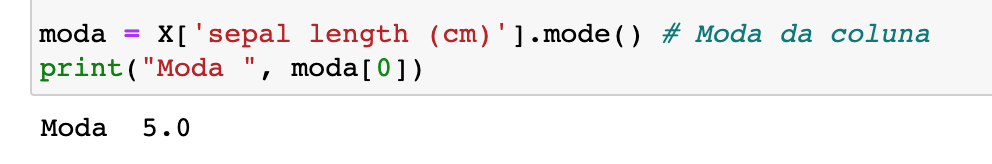 moda = X['sepal length (cm)'].mode() # Moda da coluna
print("Moda ", moda[0])
Moda  5.0